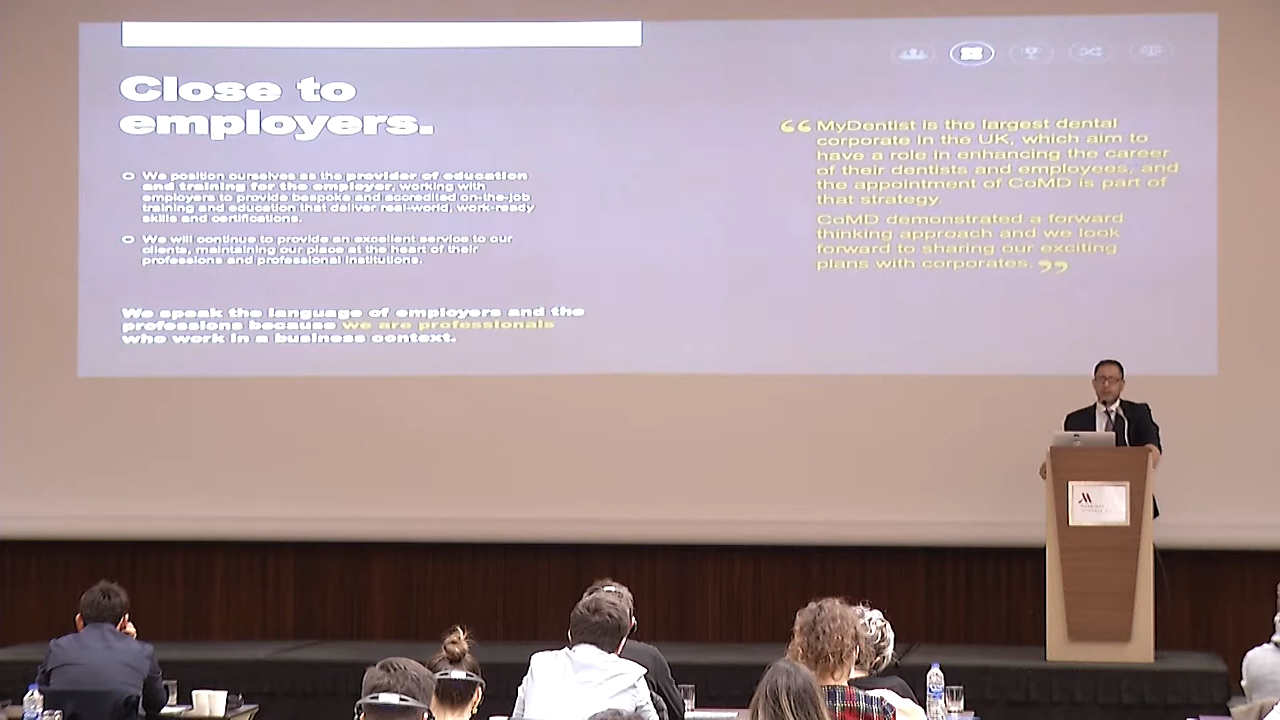 Close to
employers.
We position ourselves as the provider of education
and training for the employer, working with
employers to provide bespoke and accredited on-the-job
training and education that deliver real-world, work-ready
skills and certifications.
We will continue to provide an excellent service to our
clients, maintaining our place at the heart of their
professions and professional institutions.
We speak the language of employers and the
professions because we are professionals
who work in a business context.
“MyDentist is the largest dental
corporate in the UK, which aim to
have a role in enhancing the career
of their dentists and employees, and
the appointment of CoMD is part of
that strategy.
CoMD demonstrated a forward
thinking approach and we look
forward to sharing our exciting
plans with corporates.”